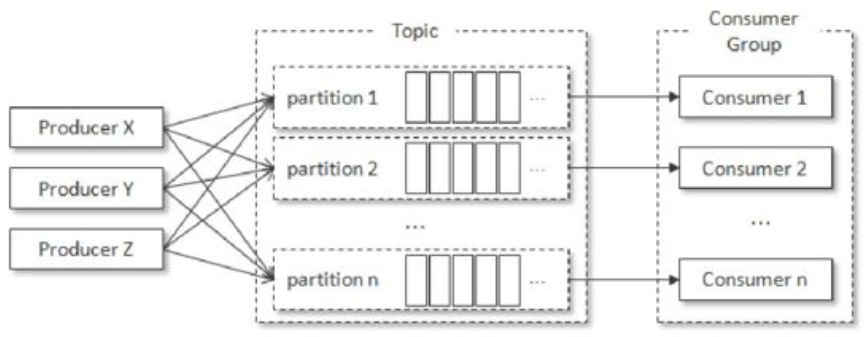 Topic
Consumer
Group
Producer X
Producer Y
Producer Z
partition 1
...
partition 2
...
...
partition n
...
Consumer 1
Consumer 2
...
Consumer n